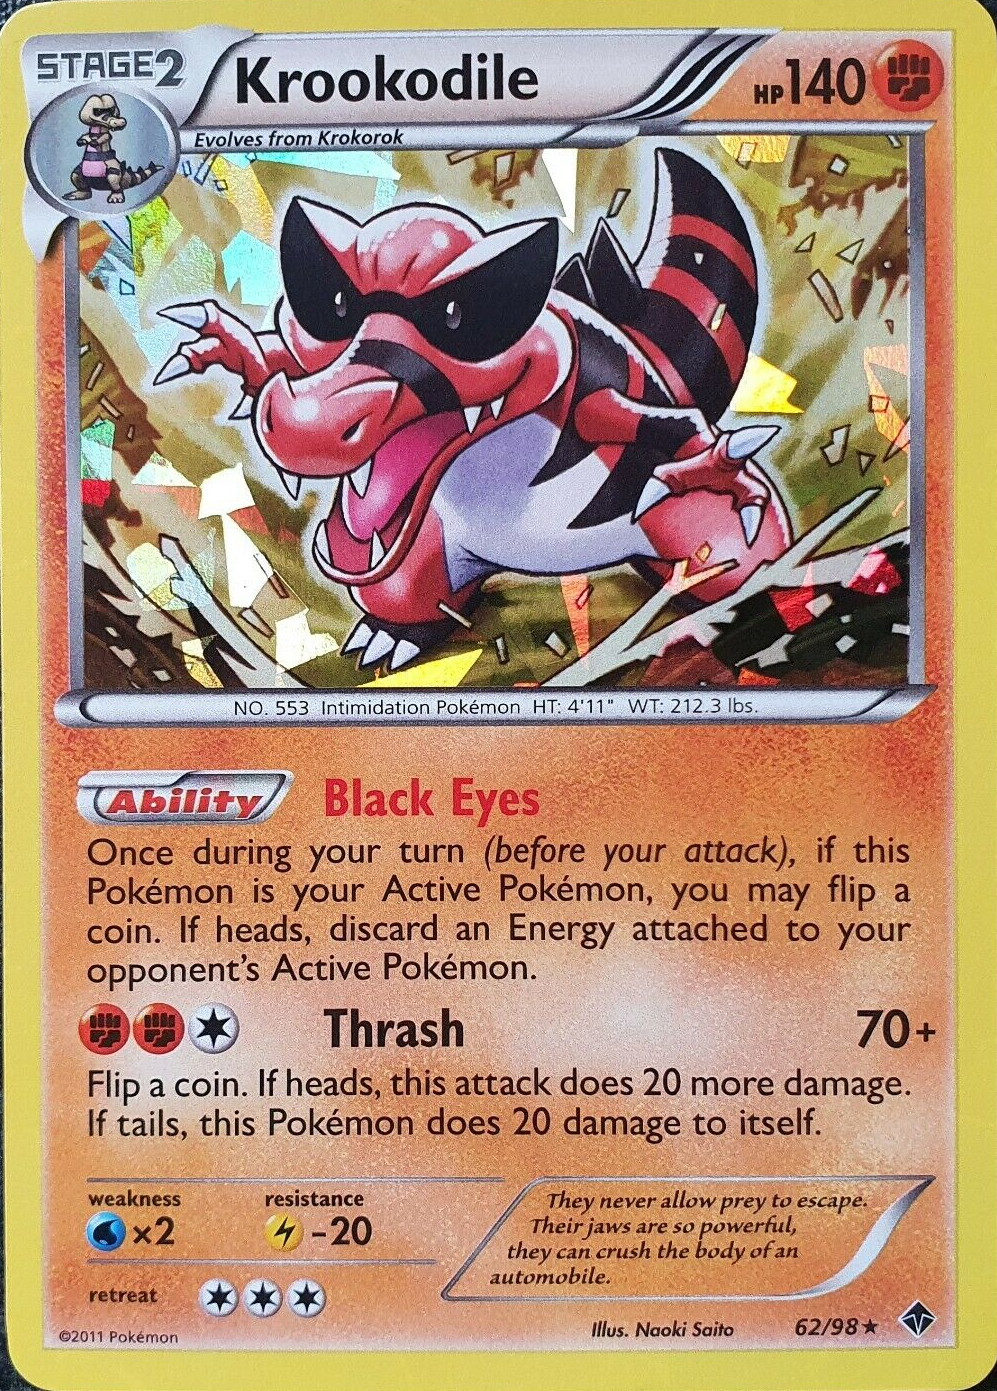 STAGE2
Krookodile
HP140
Evolves from Krokorok
NO. 553 Intimidation Pokémon HT: 4'11" WT: 212.3 lbs.
Ability Black Eyes
Once during your turn (before your attack), if this
Pokémon is your Active Pokémon, you may flip a
coin. If heads, discard an Energy attached to your
opponent's Active Pokémon.
Thrash 70+
Flip a coin. If heads, this attack does 20 more damage.
If tails, this Pokémon does 20 damage to itself.
weakness resistance
×2 -20
retreat
They never allow prey to escape.
Their jaws are so powerful,
they can crush the body of an
automobile.
©2011 Pokémon Illus. Naoki Saito 62/98★